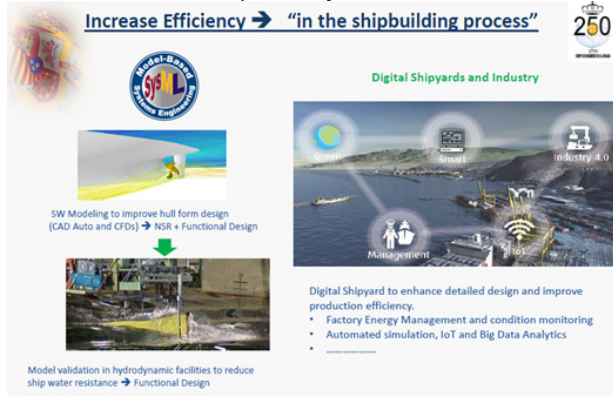 Increase Efficiency ➔ “in the shipbuilding process”
250
Model-Based
SysML
Systems Engineering
SW Modeling to improve hull form design
(CAD Auto and CFDs) ➔ NSR + Functional Design
Model validation in hydrodynamic facilities to reduce
ship water resistance ➔ Functional Design
Digital Shipyards and Industry
Green
Smart
Industry 4.0
Management
IoT
Digital Shipyard to enhance detailed design and improve
production efficiency.
• Factory Energy Management and condition monitoring
• Automated simulation, IoT and Big Data Analytics
• ………………